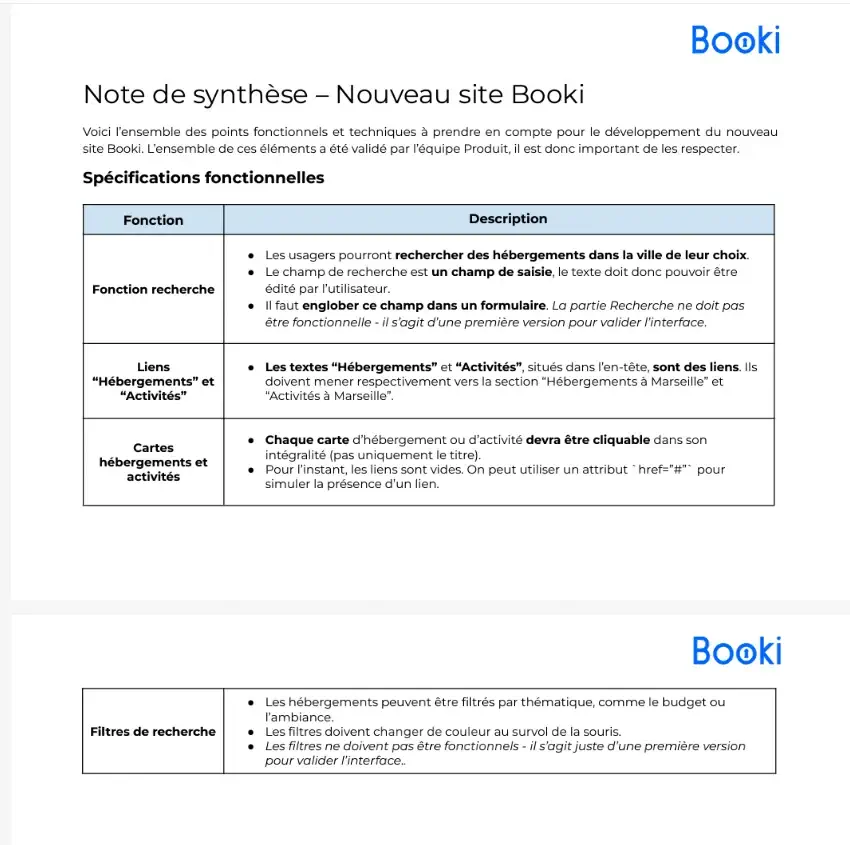 Booki
Note de synthèse – Nouveau site Booki
Voici l'ensemble des points fonctionnels et techniques à prendre en compte pour le développement du nouveau
site Booki. L'ensemble de ces éléments a été validé par l'équipe Produit, il est donc important de les respecter.
Spécifications fonctionnelles
Fonction
Description
Fonction recherche
● Les usagers pourront rechercher des hébergements dans la ville de leur choix.
● Le champ de recherche est un champ de saisie, le texte doit donc pouvoir être
édité par l'utilisateur.
● Il faut englober ce champ dans un formulaire. La partie Recherche ne doit pas
être fonctionnelle - il s'agit d'une première version pour valider l'interface.
Liens
“Hébergements” et
“Activités”
● Les textes “Hébergements” et “Activités”, situés dans l'en-tête, sont des liens. Ils
doivent mener respectivement vers la section “Hébergements à Marseille” et
“Activités à Marseille”.
Cartes
hébergements et
activités
● Chaque carte d'hébergement ou d'activité devra être cliquable dans son
intégralité (pas uniquement le titre).
● Pour l'instant, les liens sont vides. On peut utiliser un attribut `href=”#”` pour
simuler la présence d'un lien.
Booki
Filtres de recherche
● Les hébergements peuvent être filtrés par thématique, comme le budget ou
l'ambiance.
● Les filtres doivent changer de couleur au survol de la souris.
● Les filtres ne doivent pas être fonctionnels - il s'agit juste d'une première version
pour valider l'interface..